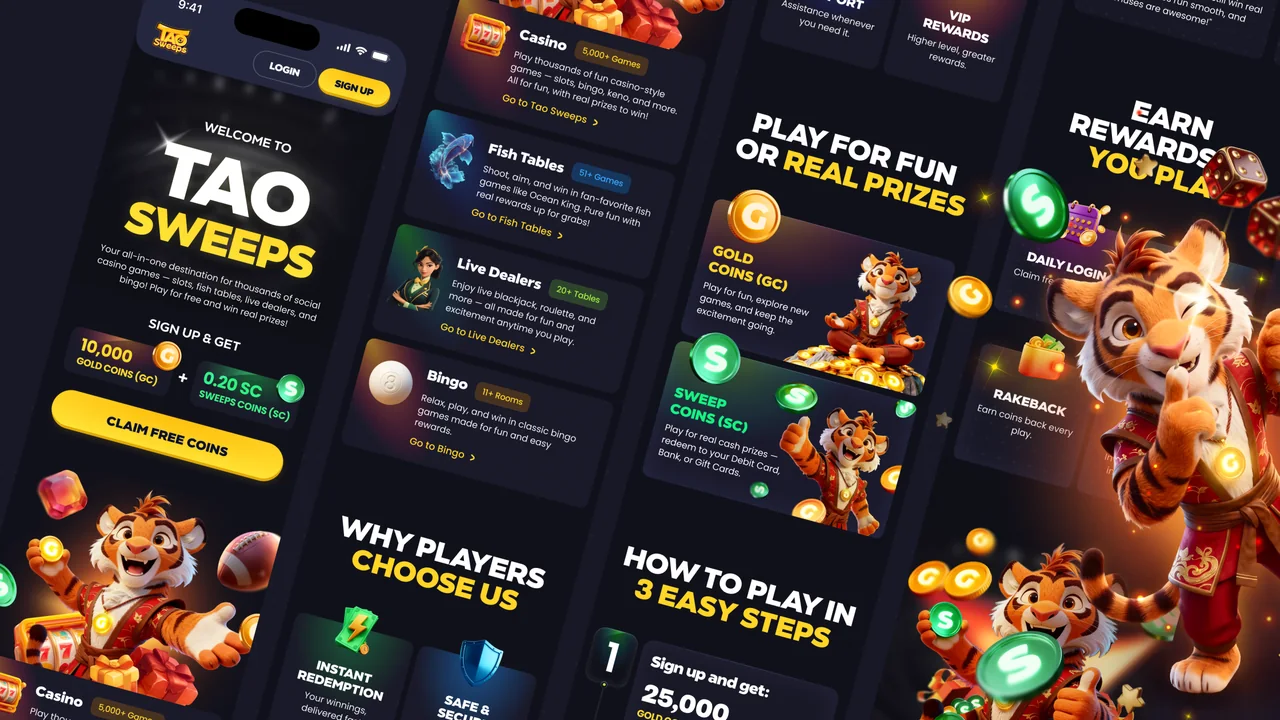 9:41
TAO
Sweeps
LOGIN
SIGN UP
WELCOME TO
TAO
SWEEPS
Your all-in-one destination for thousands of social
casino games — slots, fish tables, live dealers, and
bingo! Play for free and win real prizes!
SIGN UP & GET
10,000
GOLD COINS (GC)
G
+
0.20 SC
SWEEPS COINS (SC)
S
CLAIM FREE COINS
G
S
G
777
Casino
5,000+ Games
Casino
5,000+ Games
Play thousands of fun casino-style
games — slots, bingo, keno, and more.
All for fun, with real prizes to win!
Go to Tao Sweeps >
Fish Tables
51+ Games
Shoot, aim, and win in fan-favorite fish
games like Ocean King. Pure fun with
real rewards up for grabs!
Go to Fish Tables >
Live Dealers
20+ Tables
Enjoy live blackjack, roulette, and
more — all made for fun and
excitement anytime you play.
Go to Live Dealers >
8
Bingo
11+ Rooms
Relax, play, and win in classic bingo
games made for fun and easy
rewards.
Go to Bingo >
WHY PLAYERS
CHOOSE US
INSTANT
REDEMPTION
Your winnings,
SAFE &
Assistance whenever
you need it.
VIP
REWARDS
Higher level, greater
rewards.
PLAY FOR FUN
OR REAL PRIZES
G
GOLD
COINS (GC)
Play for fun, explore new
games, and keep the
excitement going.
S
SWEEP
COINS (SC)
Play for real cash prizes —
redeem to your Debit Card,
Bank, or Gift Cards.
S
G
HOW TO PLAY IN
3 EASY STEPS
1
Sign up and get:
25,000
EARN
REWARDS
S
G
DAILY LOGIN
RAKEBACK
Earn coins back every
play.
G
G
G
G
S
S